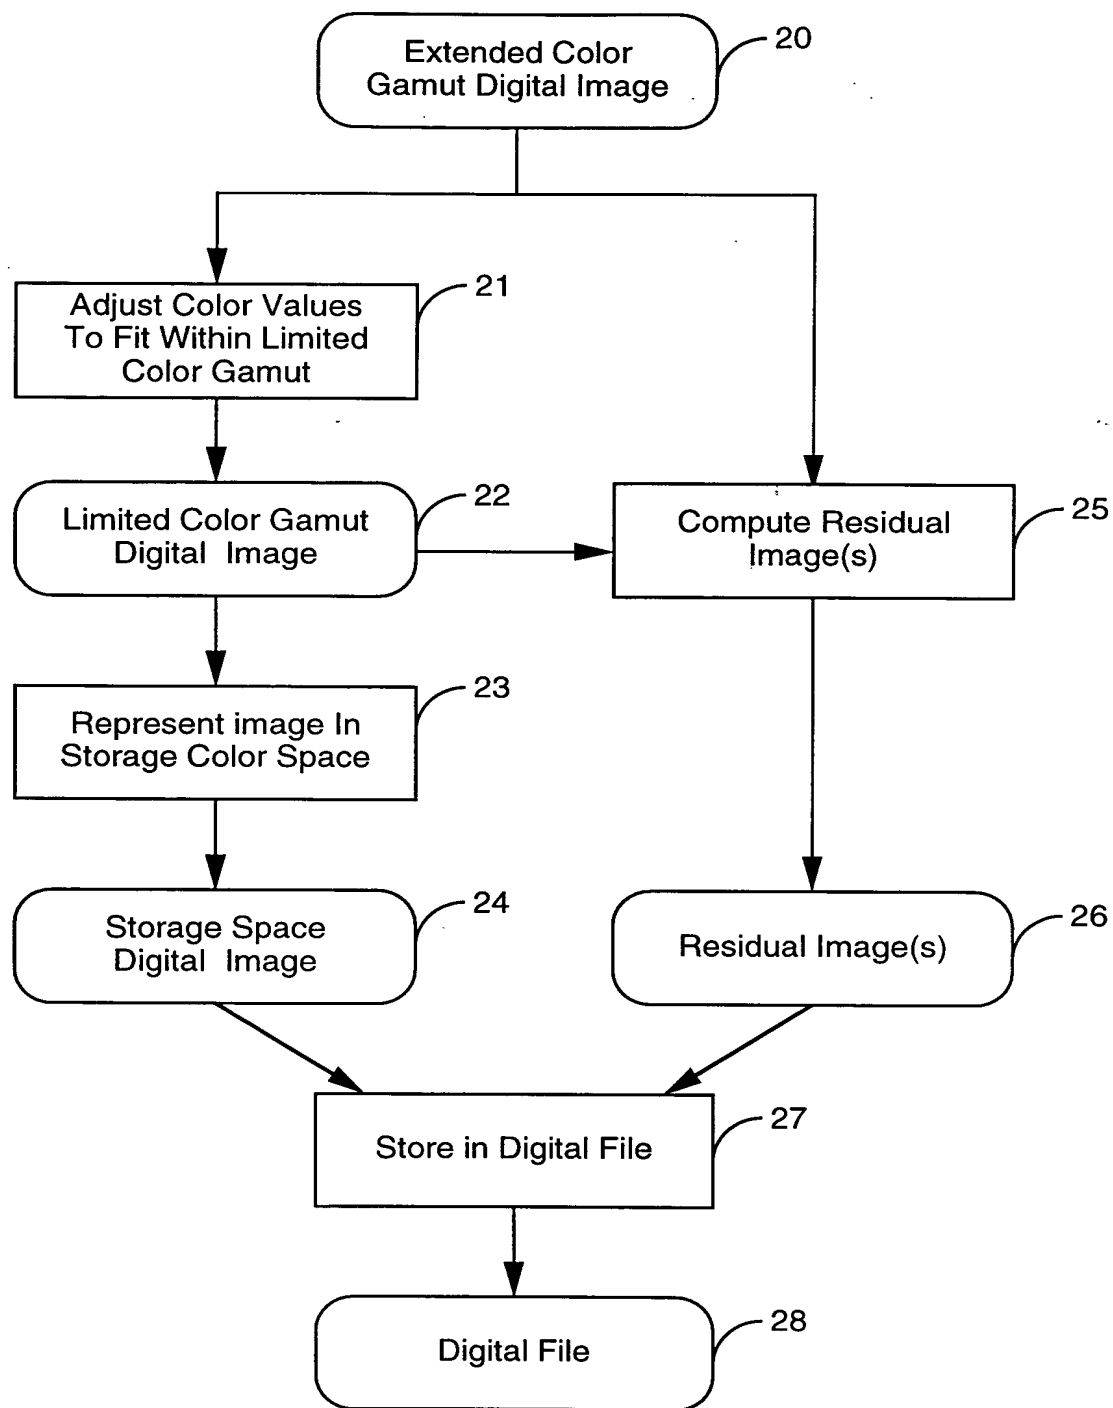 Extended Color
Gamut Digital Image
20
Adjust Color Values
To Fit Within Limited
Color Gamut
21
Limited Color Gamut
Digital Image
22
Compute Residual
Image(s)
25
Represent image In
Storage Color Space
23
Storage Space
Digital Image
24
Residual Image(s)
26
Store in Digital File
27
Digital File
28